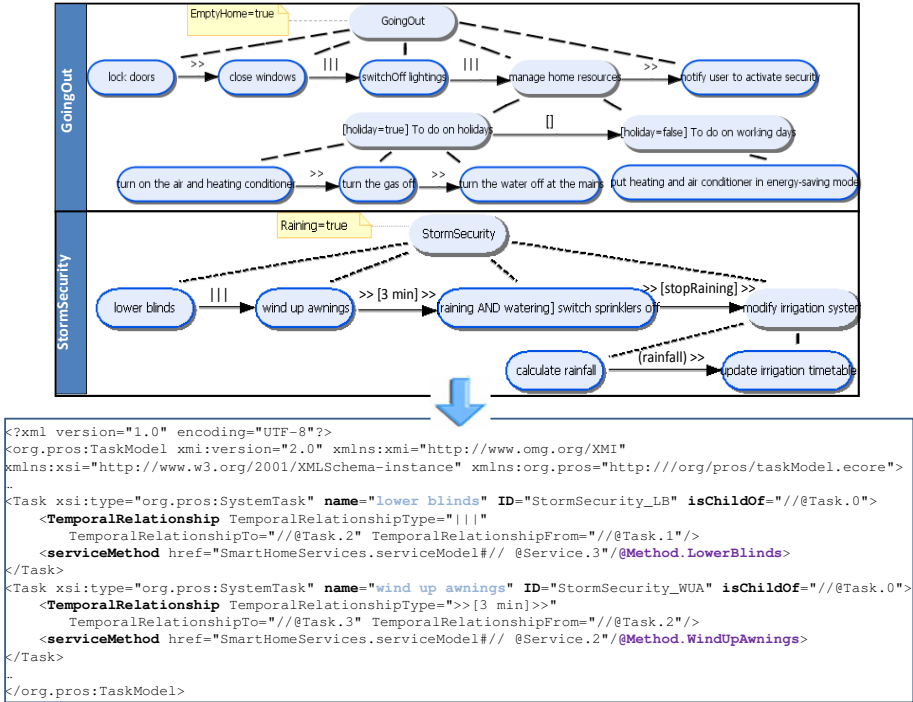 EmptyHome=true
GoingOut
GoingOut
lock doors
>>
close windows
|||
switchOff lightings
|||
manage home resources
>>
notify user to activate security
[holiday=true] To do on holidays
[]
[holiday=false] To do on working days
turn on the air and heating conditioner
>>
turn the gas off
>>
turn the water off at the mains
put heating and air conditioner in energy-saving mode
StormSecurity
Raining=true
StormSecurity
lower blinds
|||
wind up awnings
>> [3 min] >>
[raining AND watering] switch sprinklers off
>> [stopRaining] >>
modify irrigation system
calculate rainfall
(rainfall) >>
update irrigation timetable
<?xml version="1.0" encoding="UTF-8"?>
<org.pros:TaskModel xmi:version="2.0" xmlns:xmi="http://www.omg.org/XMI"
xmlns:xsi="http://www.w3.org/2001/XMLSchema-instance" xmlns:org.pros="http:///org/pros/taskModel.ecore">
…
<Task xsi:type="org.pros:SystemTask" name="lower blinds" ID="StormSecurity_LB" isChildOf="//@Task.0">
<TemporalRelationship TemporalRelationshipType="|||"
TemporalRelationshipTo="//@Task.2" TemporalRelationshipFrom="//@Task.1"/>
<serviceMethod href="SmartHomeServices.serviceModel#// @Service.3"/@Method.LowerBlinds>
</Task>
<Task xsi:type="org.pros:SystemTask" name="wind up awnings" ID="StormSecurity_WUA" isChildOf="//@Task.0">
<TemporalRelationship TemporalRelationshipType=">>[3 min]>>"
TemporalRelationshipTo="//@Task.3" TemporalRelationshipFrom="//@Task.2"/>
<serviceMethod href="SmartHomeServices.serviceModel#// @Service.2"/@Method.WindUpAwnings>
</Task>
…
</org.pros:TaskModel>